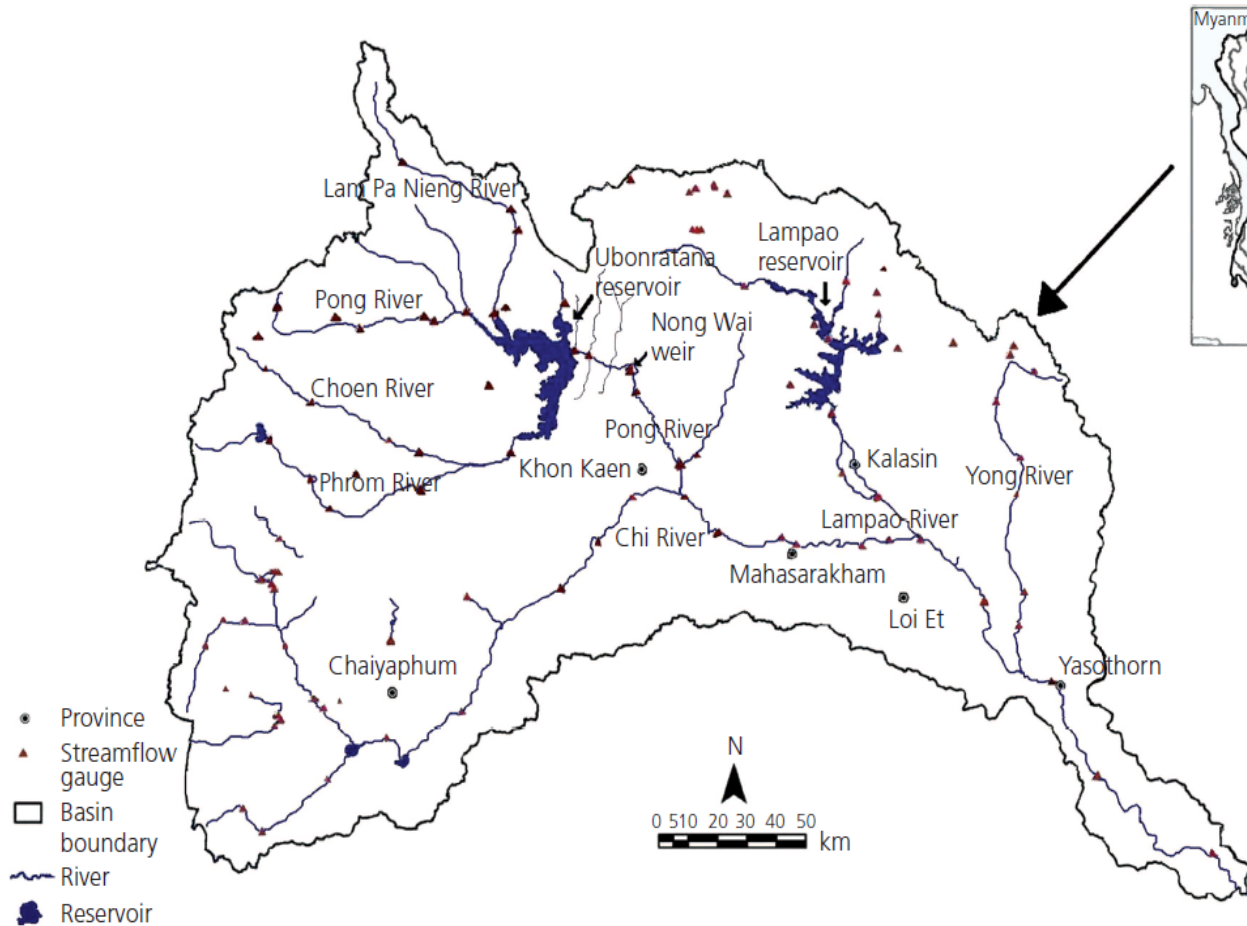 Myanm
Lam Pa Nieng River
Lampao
reservoir
Ubonratana
reservoir
Pong River
Nong Wai
weir
Choen River
Pong River
Khon Kaen
Kalasin
Phrom River
Yong River
Lampao River
Chi River
Mahasarakham
Loi Et
Chaiyaphum
Yasothorn
Province
Streamflow
gauge
Basin
boundary
River
Reservoir
N
0 510 20 30 40 50
km